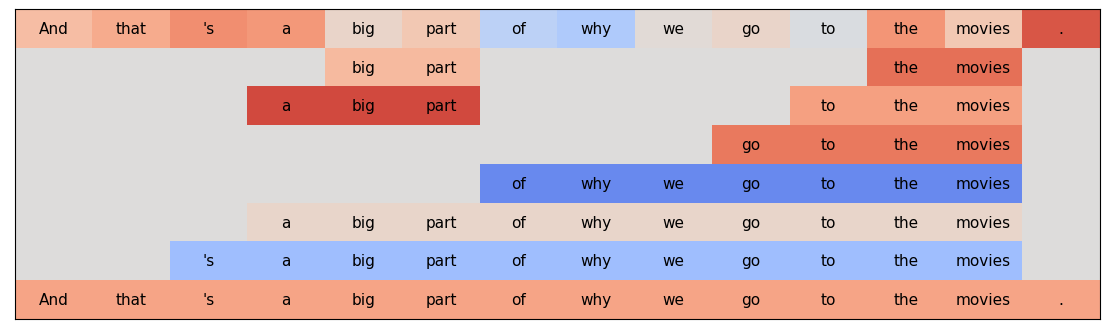 And that 's a big part of why we go to the movies .
big part the movies
a big part to the movies
go to the movies
of why we go to the movies
a big part of why we go to the movies
's a big part of why we go to the movies
And that 's a big part of why we go to the movies .